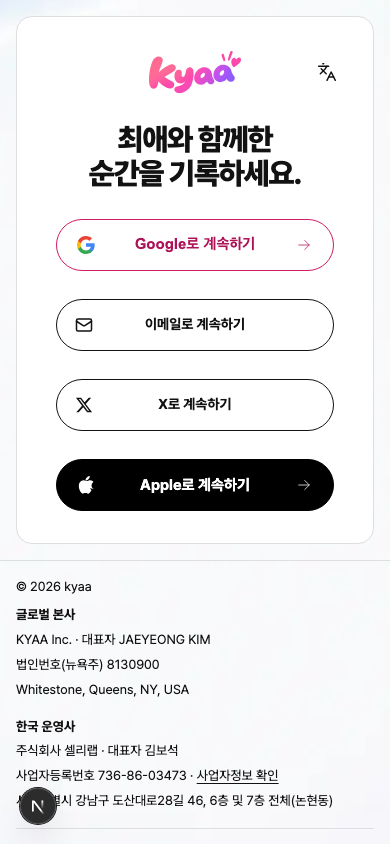 kyaa
최애와 함께한
순간을 기록하세요.
Google로 계속하기
이메일로 계속하기
X로 계속하기
Apple로 계속하기
© 2026 kyaa
글로벌 본사
KYAA Inc. · 대표자 JAEYEONG KIM
법인번호(뉴욕주) 8130900
Whitestone, Queens, NY, USA
한국 운영사
주식회사 셀리랩 · 대표자 김보석
사업자등록번호 736-86-03473 · 사업자정보 확인
강남구 도산대로28길 46, 6층 및 7층 전체(논현동)
N